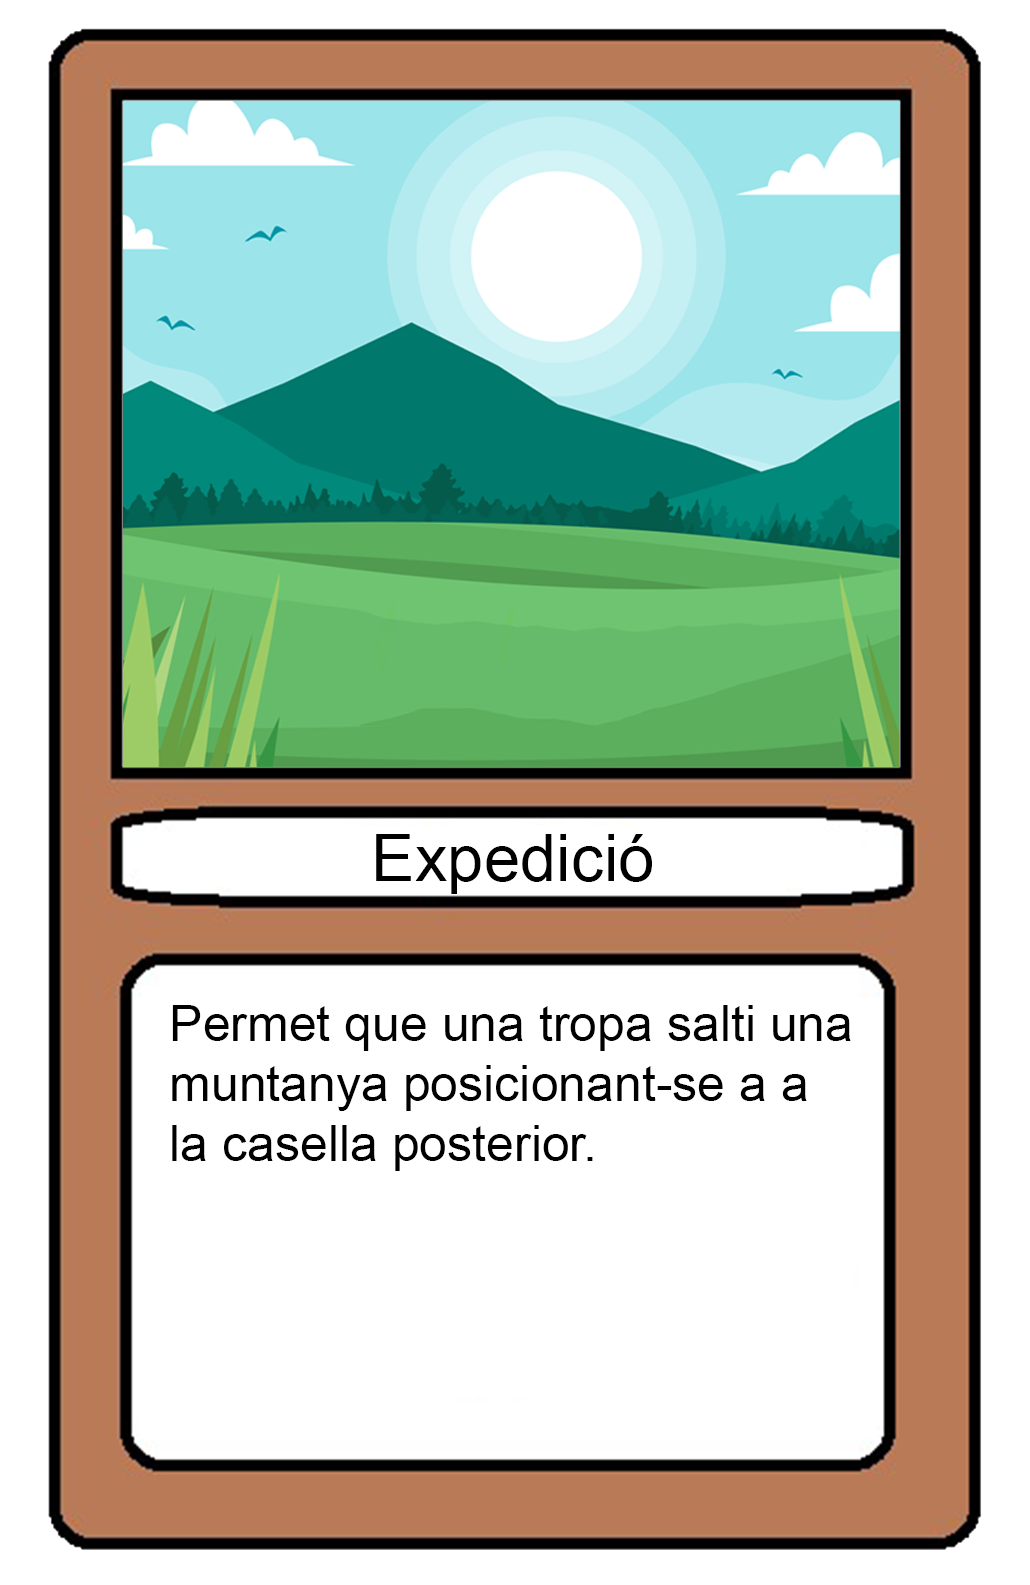 Expedició
Permet que una tropa salti una
muntanya posicionant-se a a
la casella posterior.